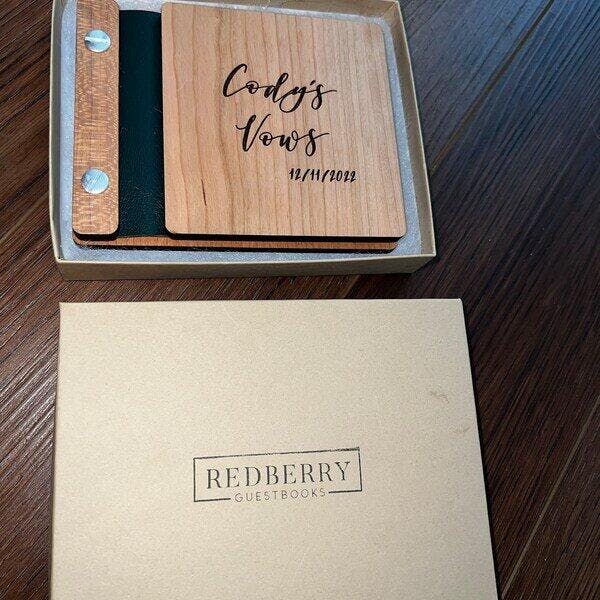 Cody's
Vows
12/11/2022
REDBERRY
GUESTBOOKS